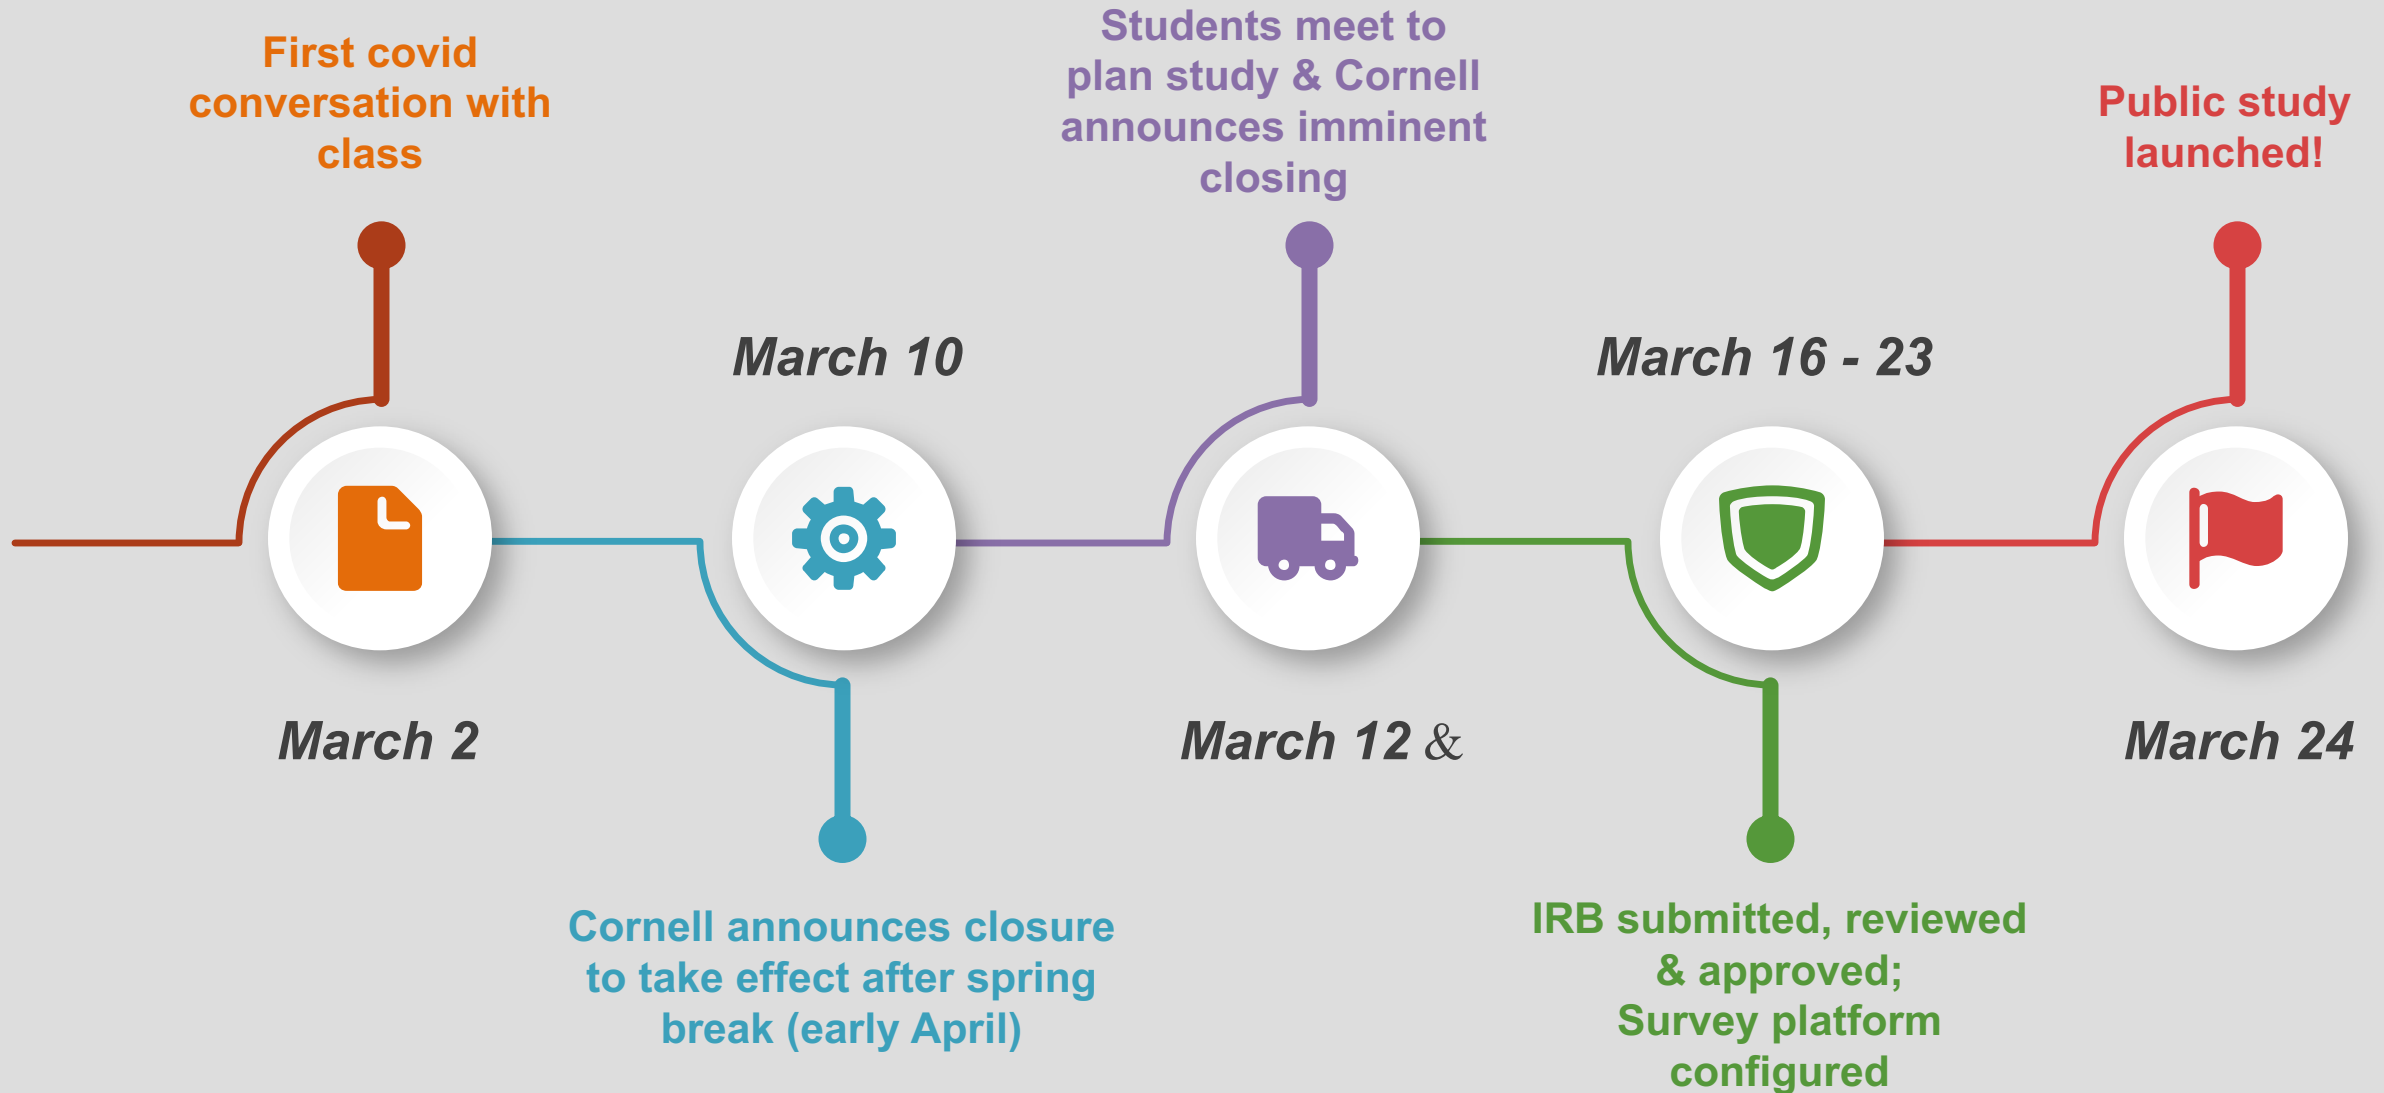 First covid
conversation with
class
March 2
March 10
Cornell announces closure
to take effect after spring
break (early April)
Students meet to
plan study & Cornell
announces imminent
closing
March 12 &
March 16 - 23
IRB submitted, reviewed
& approved;
Survey platform
configured
Public study
launched!
March 24